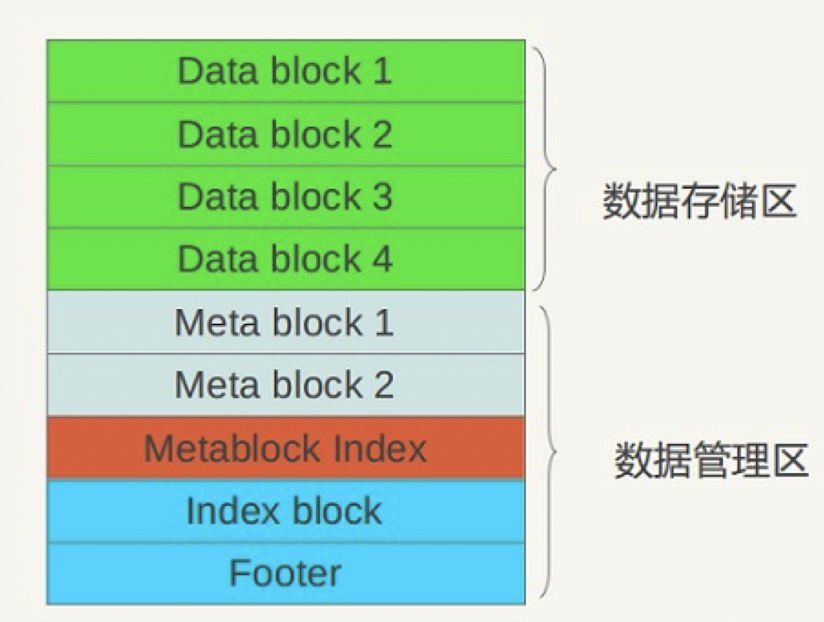 Data block 1
Data block 2
Data block 3
Data block 4
数据存储区
Meta block 1
Meta block 2
Metablock Index
Index block
Footer
数据管理区